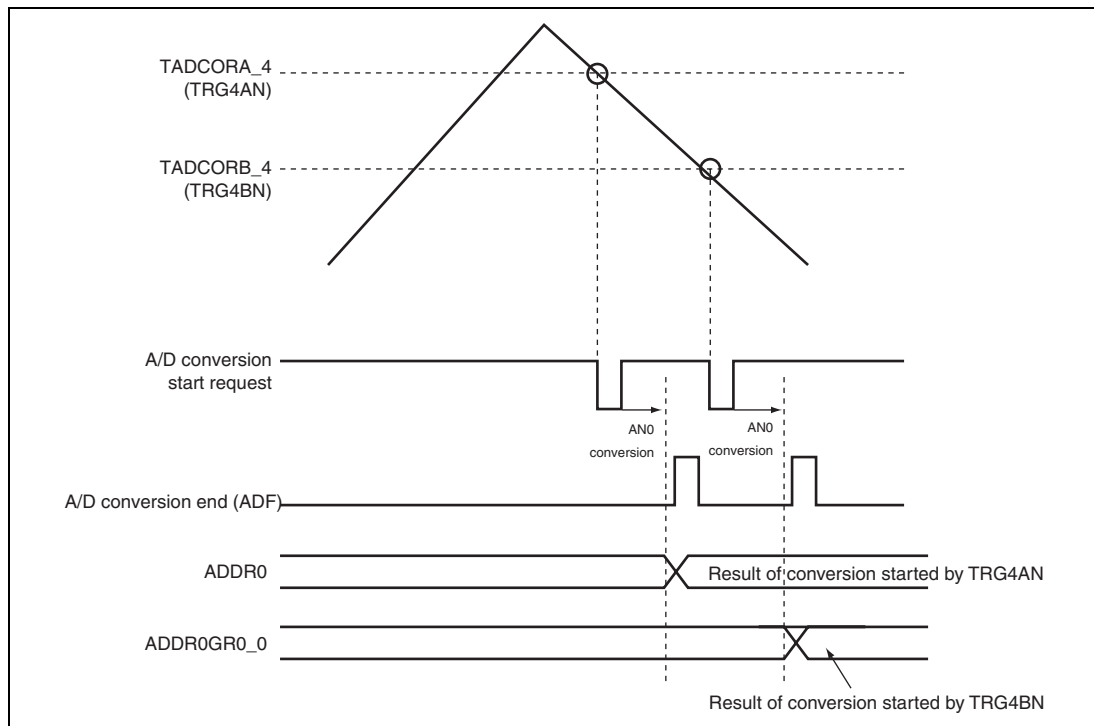 TADCORA_4
(TRG4AN)
TADCORB_4
(TRG4BN)
A/D conversion
start request
AN0
conversion
AN0
conversion
A/D conversion end (ADF)
ADDR0
Result of conversion started by TRG4AN
ADDR0GR0_0
Result of conversion started by TRG4BN